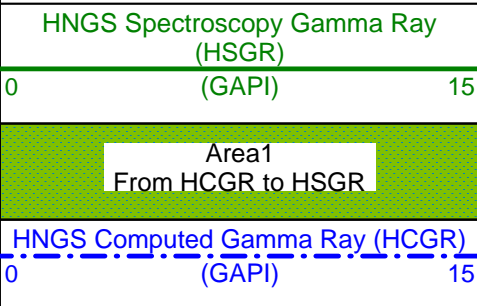 HNGS Spectroscopy Gamma Ray
(HSGR)
0 (GAPI) 15
Area1
From HCGR to HSGR
HNGS Computed Gamma Ray (HCGR)
0 (GAPI) 15